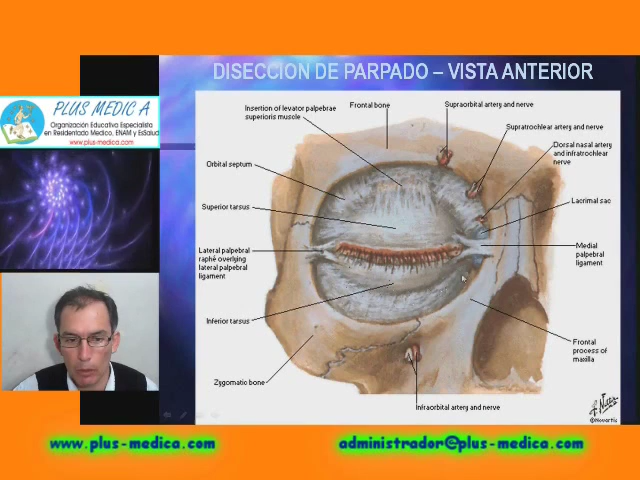 DISECCION DE PARPADO – VISTA ANTERIOR
PLUS MEDIC A
Organización Educativa Especialista
en Residentado Medico, ENAM y EsSalud
www.plus-medica.com
Insertion of levator palpebrae
superioris muscle
Frontal bone
Supraorbital artery and nerve
Supratrochlear artery and nerve
Dorsal nasal artery
and infratrochlear
nerve
Orbital septum
Superior tarsus
Lacrimal sac
Lateral palpebral
raphé overlying
lateral palpebral
ligament
Medial
palpebral
ligament
Inferior tarsus
Frontal
process of
maxilla
Zygomatic bone
Infraorbital artery and nerve
©Novartis
www.plus-medica.com
administrador@plus-medica.com